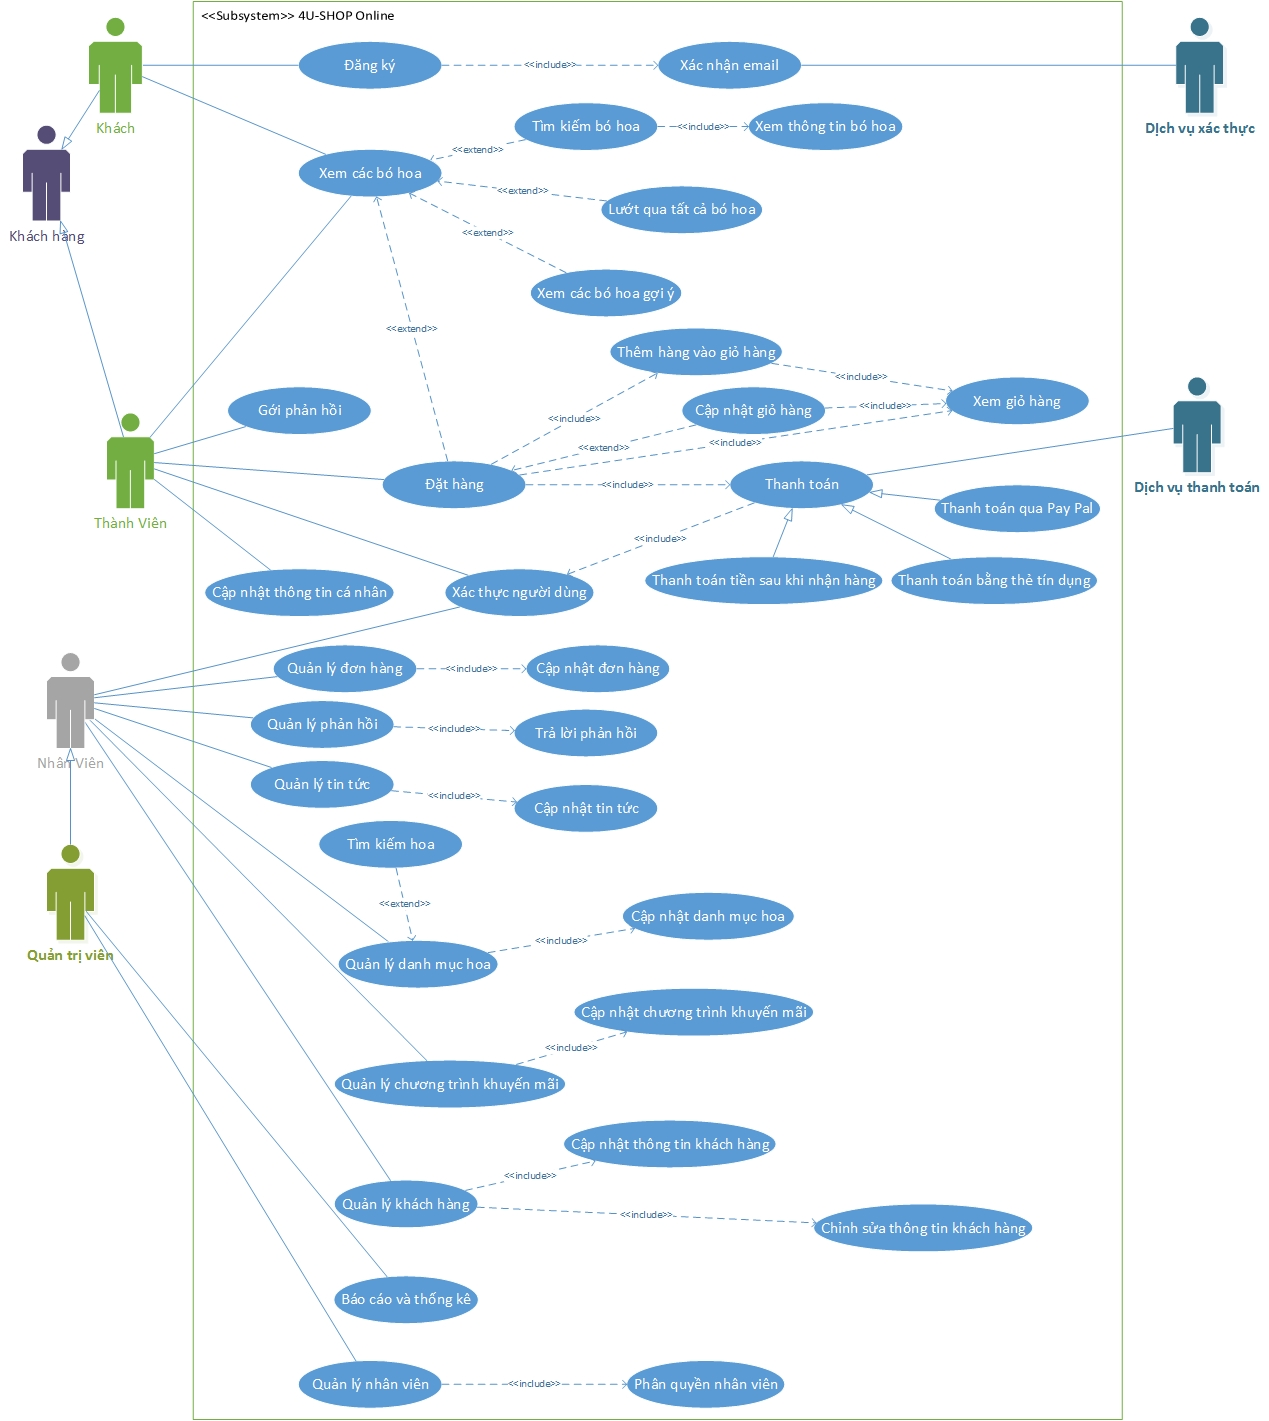 <<Subsystem>> 4U-SHOP Online
Đăng ký
<<include>>
Xác nhận email
Khách
Dịch vụ xác thực
Tìm kiếm bó hoa
<<include>>
Xem thông tin bó hoa
<<extend>>
Xem các bó hoa
<<extend>>
Lướt qua tất cả bó hoa
Khách hàng
<<extend>>
Xem các bó hoa gợi ý
<<extend>>
Thêm hàng vào giỏ hàng
<<include>>
Gởi phản hồi
Cập nhật giỏ hàng
<<include>>
Xem giỏ hàng
<<include>>
<<include>>
<<extend>>
Đặt hàng
<<include>>
Thanh toán
Dịch vụ thanh toán
Thanh toán qua Pay Pal
Thành Viên
<<include>>
Thanh toán tiền sau khi nhận hàng
Thanh toán bằng thẻ tín dụng
Cập nhật thông tin cá nhân
Xác thực người dùng
Quản lý đơn hàng
<<include>>
Cập nhật đơn hàng
Quản lý phản hồi
<<include>>
Trả lời phản hồi
Nhân Viên
Quản lý tin tức
<<include>>
Cập nhật tin tức
Tìm kiếm hoa
<<extend>>
Cập nhật danh mục hoa
<<include>>
Quản trị viên
Quản lý danh mục hoa
Cập nhật chương trình khuyến mãi
<<include>>
Quản lý chương trình khuyến mãi
Cập nhật thông tin khách hàng
<<include>>
Quản lý khách hàng
<<include>>
Chỉnh sửa thông tin khách hàng
Báo cáo và thống kê
Quản lý nhân viên
<<include>>
Phân quyền nhân viên